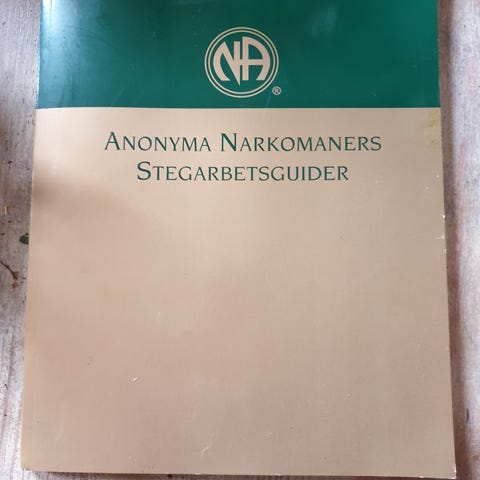 NA
®
ANONYMA NARKOMANERS
STEGARBETSGUIDER